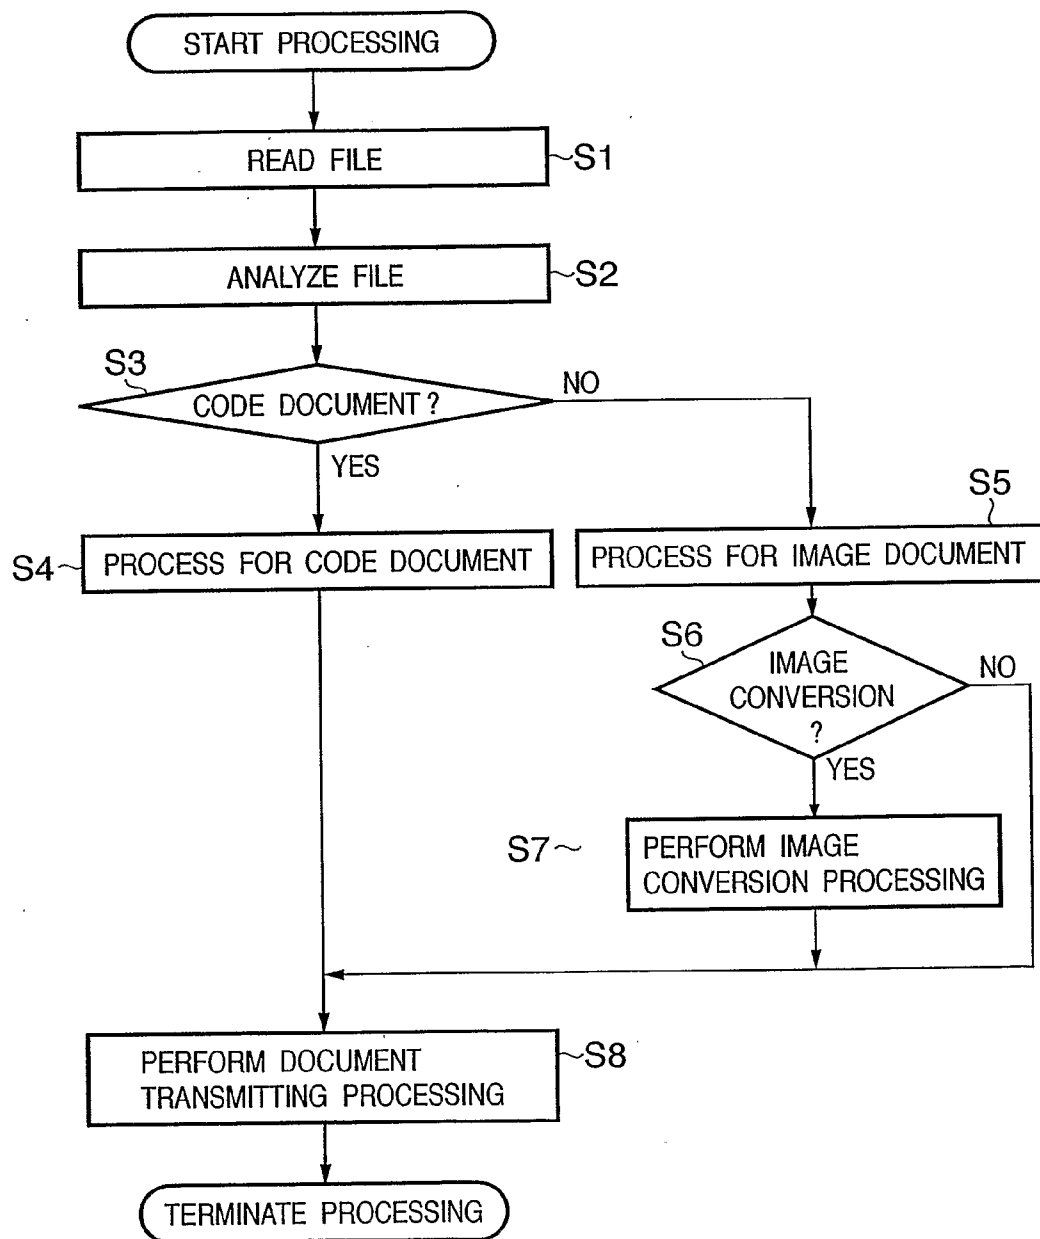 START PROCESSING
READ FILE
S1
ANALYZE FILE
S2
S3
CODE DOCUMENT ?
NO
YES
S4
PROCESS FOR CODE DOCUMENT
S5
PROCESS FOR IMAGE DOCUMENT
S6
IMAGE
CONVERSION
?
NO
YES
S7
PERFORM IMAGE
CONVERSION PROCESSING
PERFORM DOCUMENT
TRANSMITTING PROCESSING
S8
TERMINATE PROCESSING